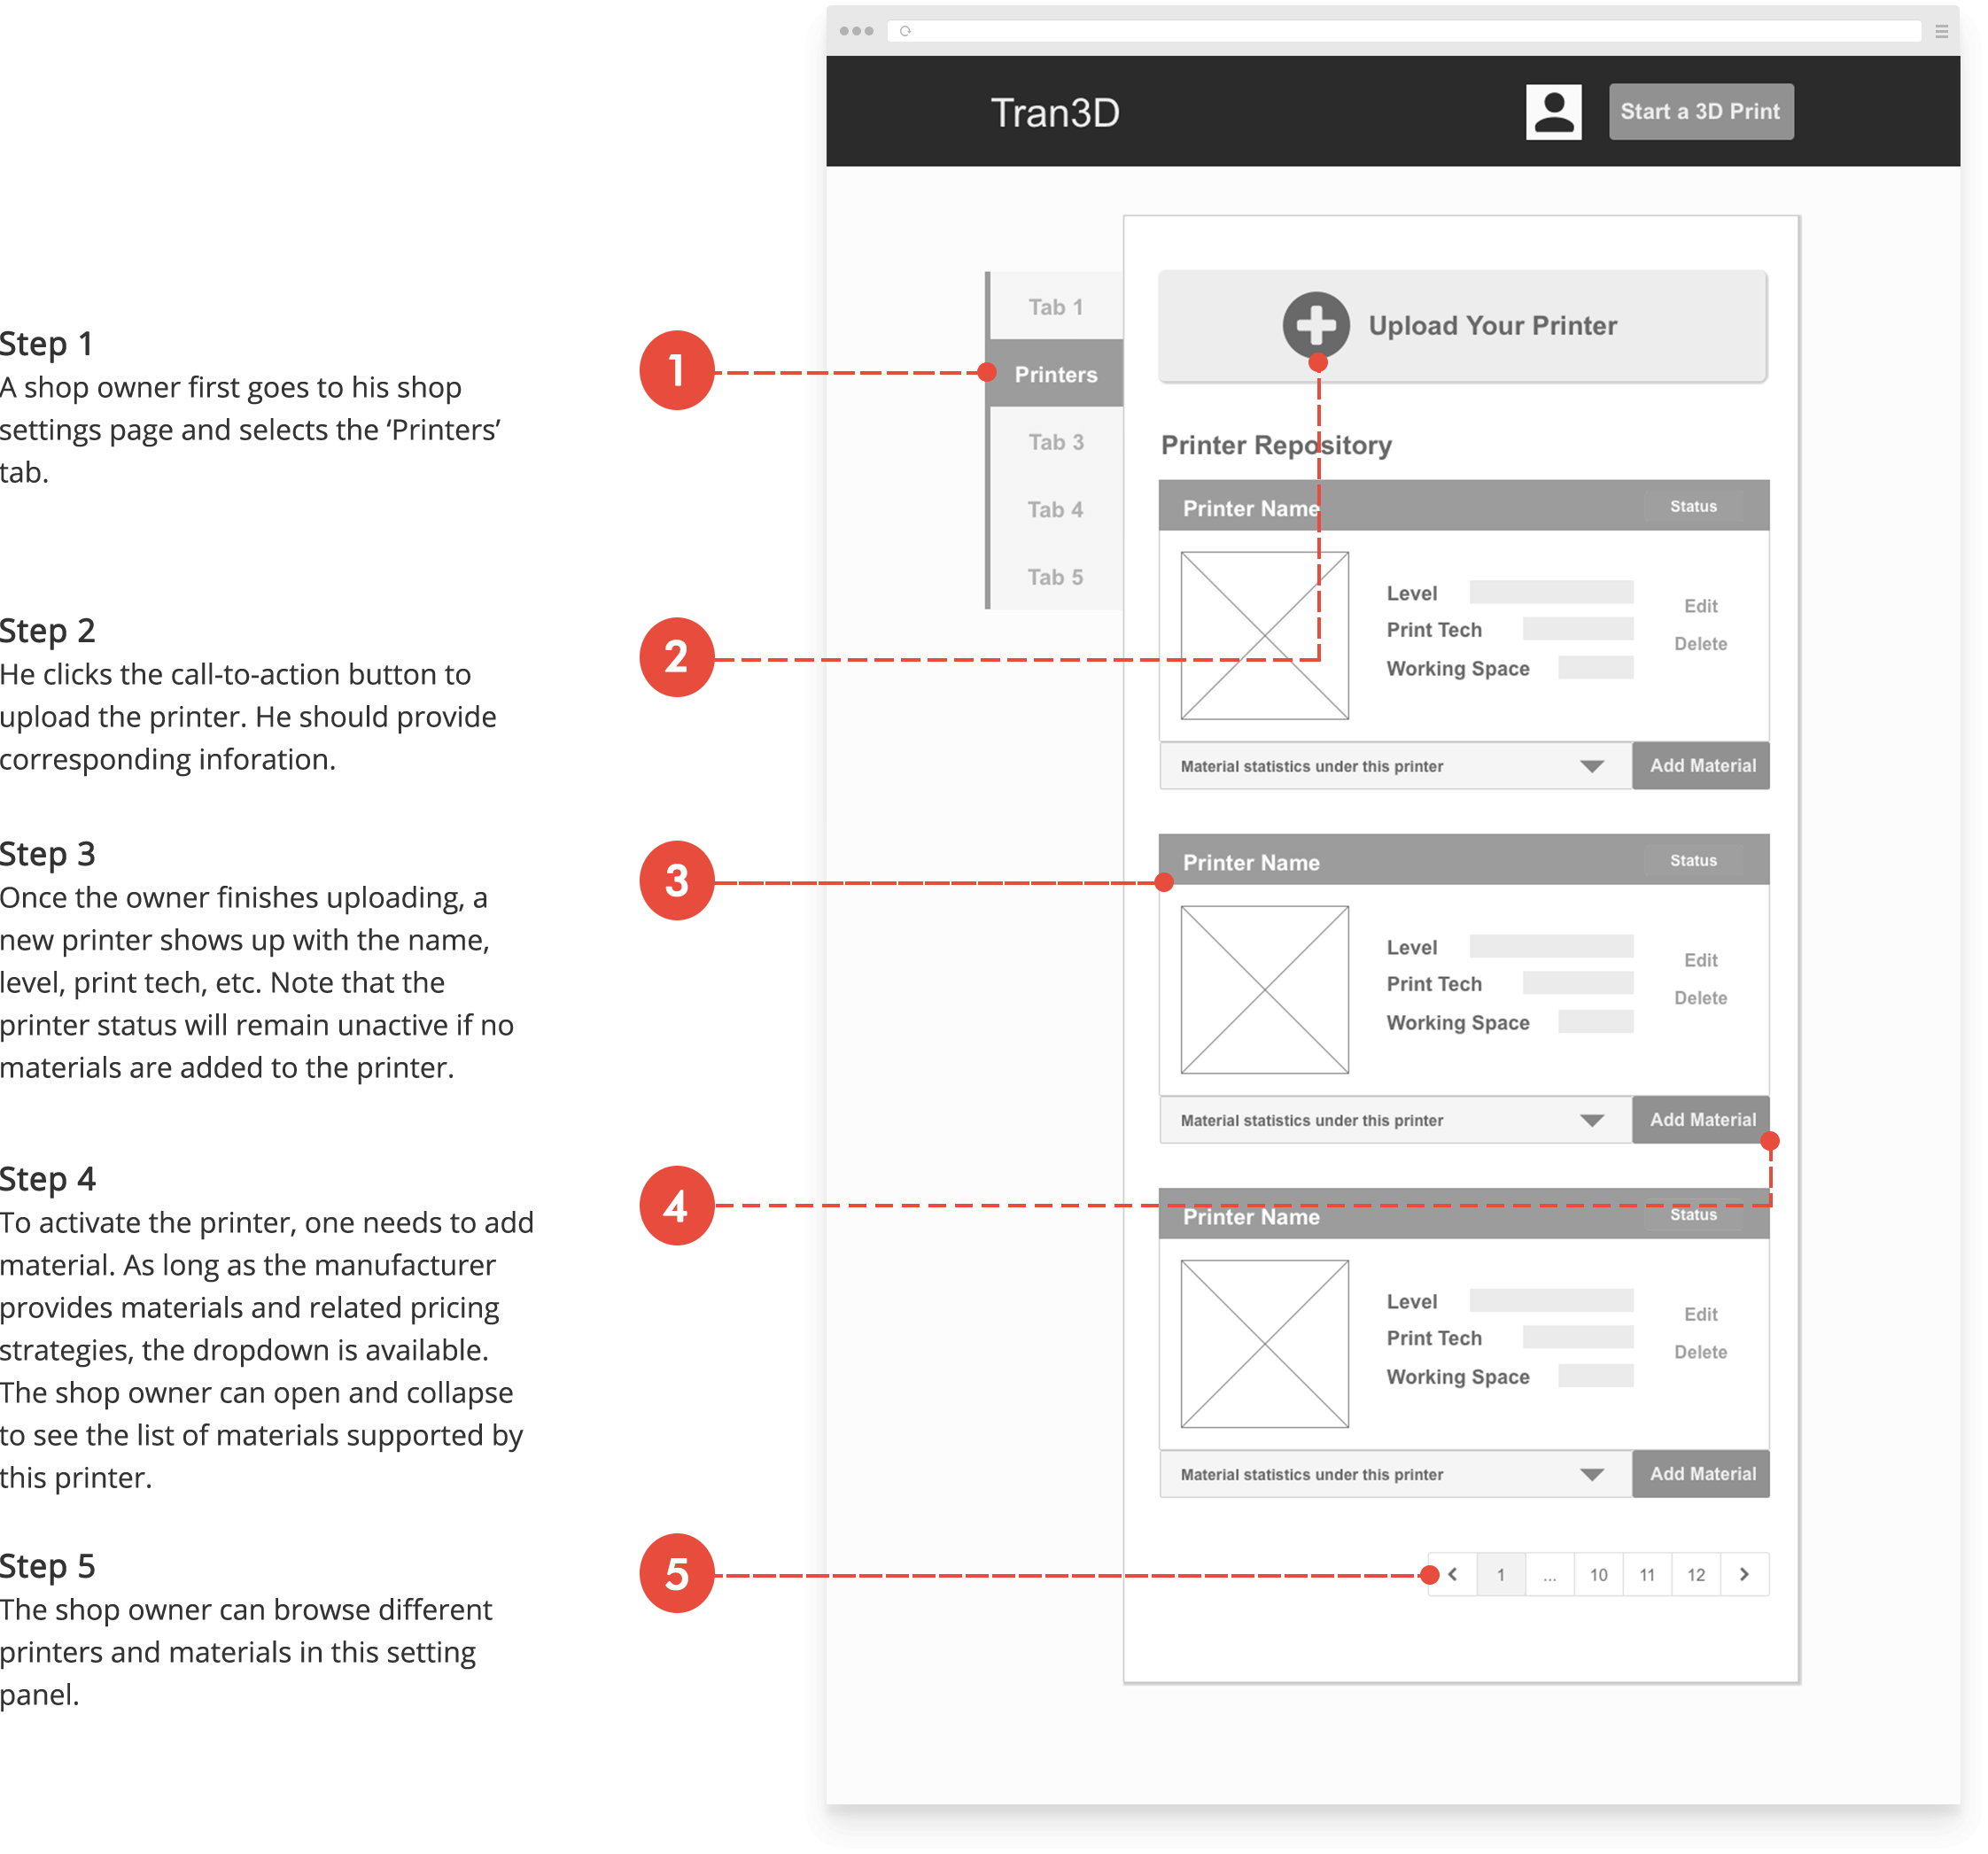 Step 1
A shop owner first goes to his shop
settings page and selects the ‘Printers’
tab.
Step 2
He clicks the call-to-action button to
upload the printer. He should provide
corresponding inforation.
Step 3
Once the owner finishes uploading, a
new printer shows up with the name,
level, print tech, etc. Note that the
printer status will remain unactive if no
materials are added to the printer.
Step 4
To activate the printer, one needs to add
material. As long as the manufacturer
provides materials and related pricing
strategies, the dropdown is available.
The shop owner can open and collapse
to see the list of materials supported by
this printer.
Step 5
The shop owner can browse different
printers and materials in this setting
panel.
1
2
3
4
5
Tran3D
Start a 3D Print
Tab 1
Printers
Tab 3
Tab 4
Tab 5
Upload Your Printer
Printer Repository
Printer Name
Status
Level
Print Tech
Working Space
Edit
Delete
Material statistics under this printer
Add Material
Printer Name
Status
Level
Print Tech
Working Space
Edit
Delete
Material statistics under this printer
Add Material
Printer Name
Status
Level
Print Tech
Working Space
Edit
Delete
Material statistics under this printer
Add Material
1 ... 10 11 12